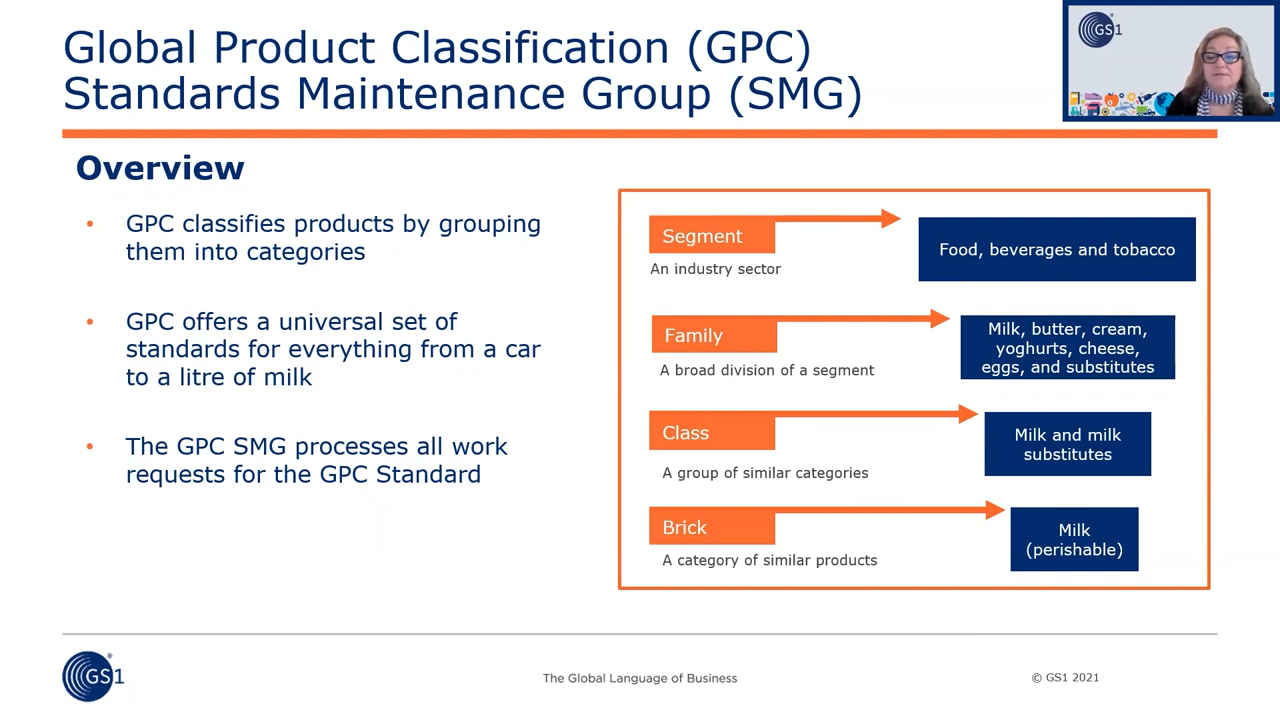 Global Product Classification (GPC)
Standards Maintenance Group (SMG)
GS1
Overview
• GPC classifies products by grouping
them into categories
• GPC offers a universal set of
standards for everything from a car
to a litre of milk
• The GPC SMG processes all work
requests for the GPC Standard
Segment
An industry sector
Food, beverages and tobacco
Family
A broad division of a segment
Milk, butter, cream,
yoghurts, cheese,
eggs, and substitutes
Class
A group of similar categories
Milk and milk
substitutes
Brick
A category of similar products
Milk
(perishable)
GS1
®
The Global Language of Business
© GS1 2021